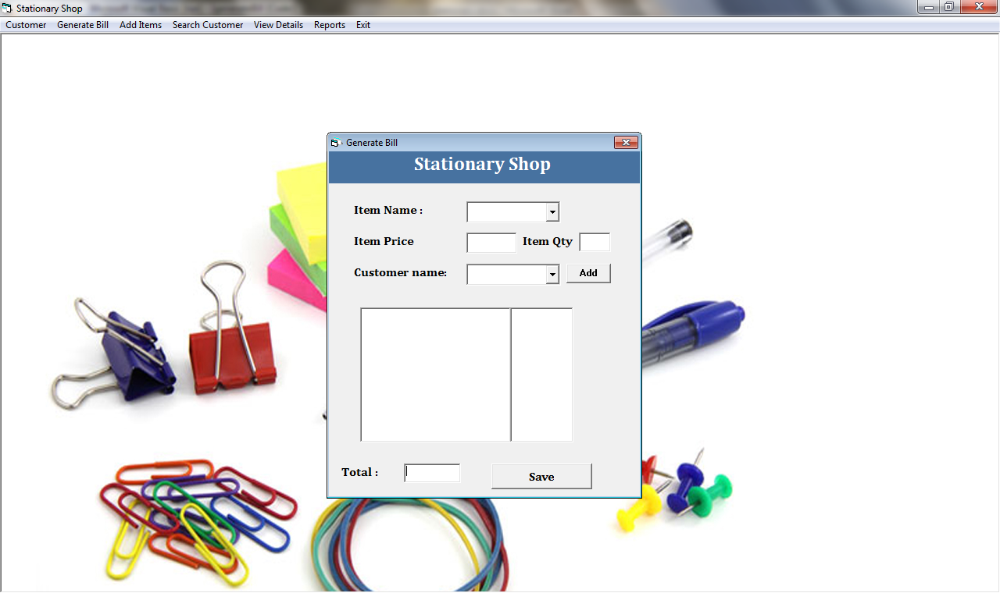 Stationary Shop
Customer Generate Bill Add Items Search Customer View Details Reports Exit
Generate Bill
Stationary Shop
Item Name :
Item Price Item Qty
Customer name: Add
Total : Save